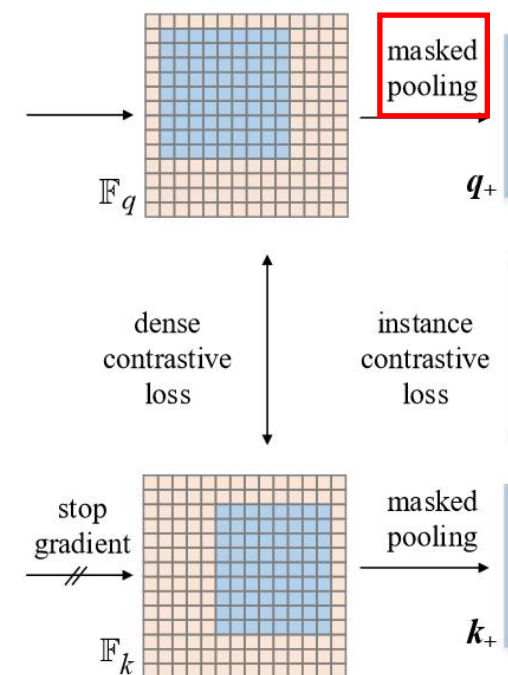 masked
pooling
𝔽q
q+
dense
contrastive
loss
instance
contrastive
loss
stop
gradient
masked
pooling
𝔽k
k+